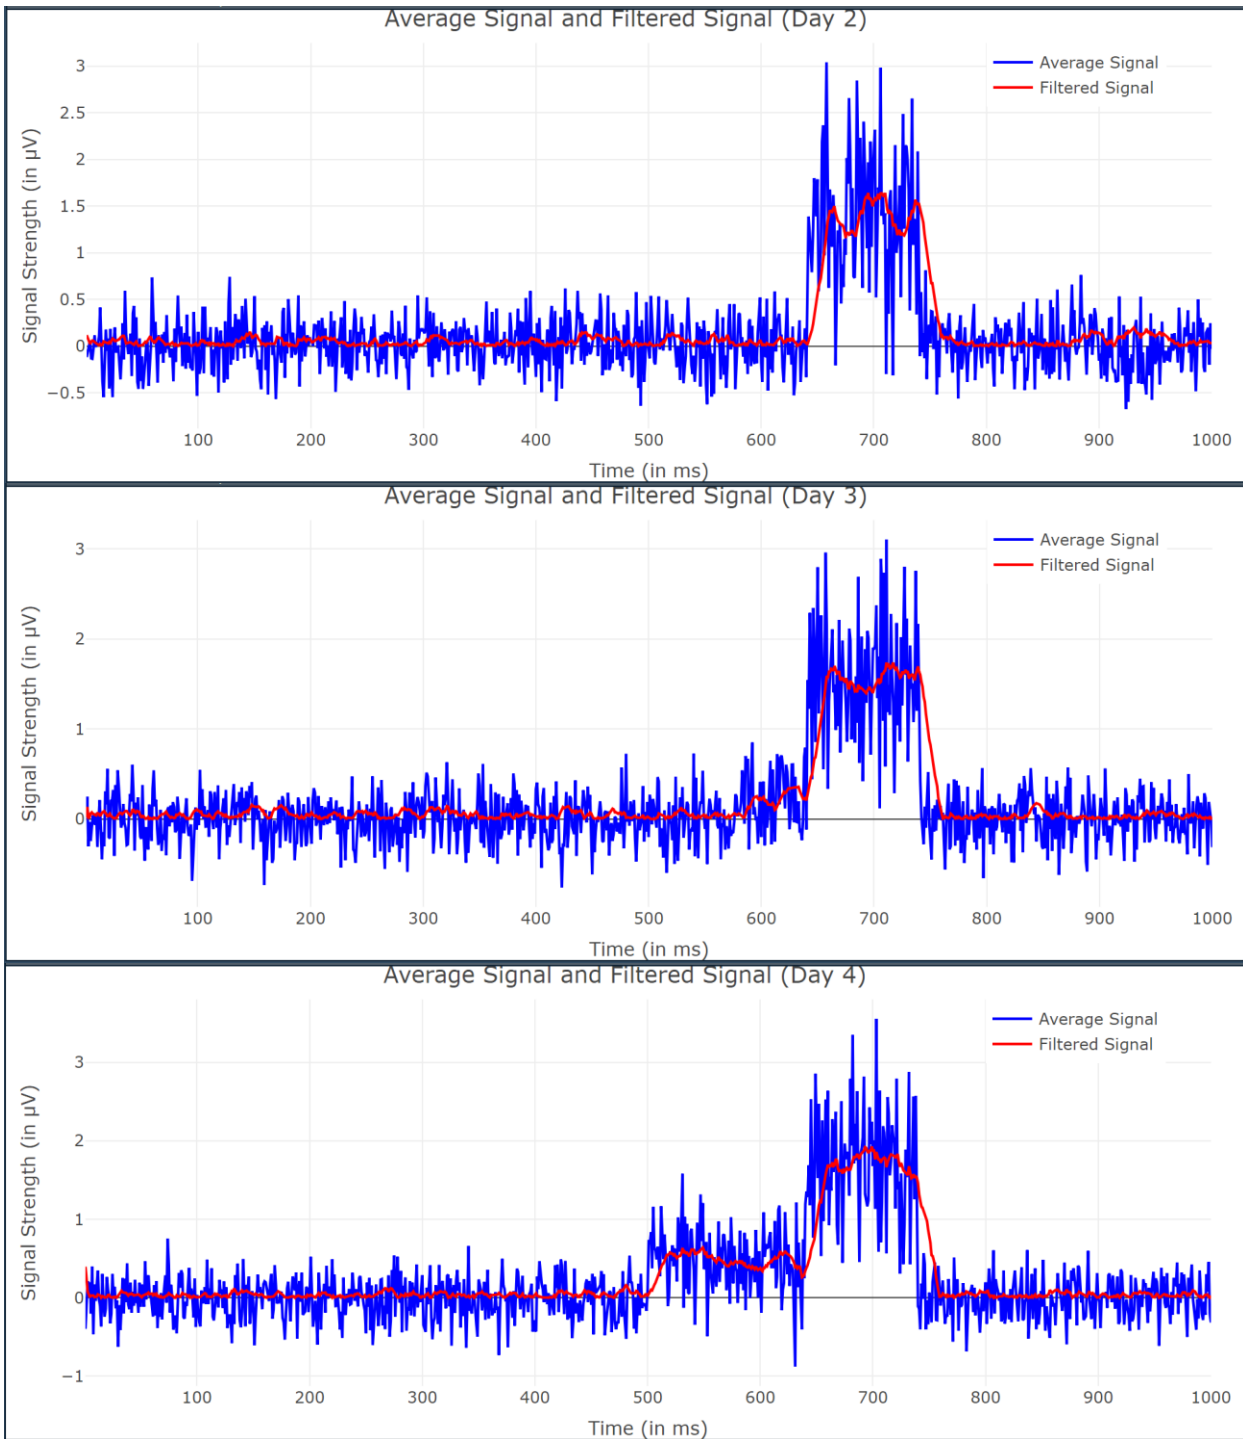 Average Signal and Filtered Signal (Day 2)
Average Signal
Filtered Signal
Signal Strength (in μV)
3
2.5
2
1.5
1
0.5
0
−0.5
100 200 300 400 500 600 700 800 900 1000
Time (in ms)
Average Signal and Filtered Signal (Day 3)
Average Signal
Filtered Signal
Signal Strength (in μV)
3
2
1
0
100 200 300 400 500 600 700 800 900 1000
Time (in ms)
Average Signal and Filtered Signal (Day 4)
Average Signal
Filtered Signal
Signal Strength (in μV)
3
2
1
0
−1
100 200 300 400 500 600 700 800 900 1000
Time (in ms)